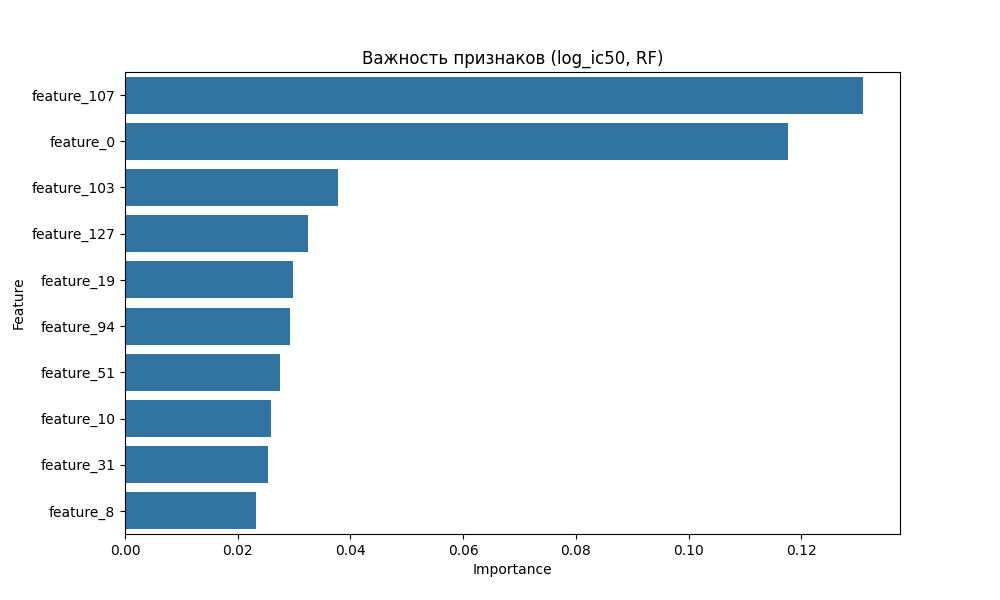 Важность признаков (log_ic50, RF)
feature_107
feature_0
feature_103
feature_127
feature_19
feature_94
feature_51
feature_10
feature_31
feature_8
Feature
0.00 0.02 0.04 0.06 0.08 0.10 0.12
Importance